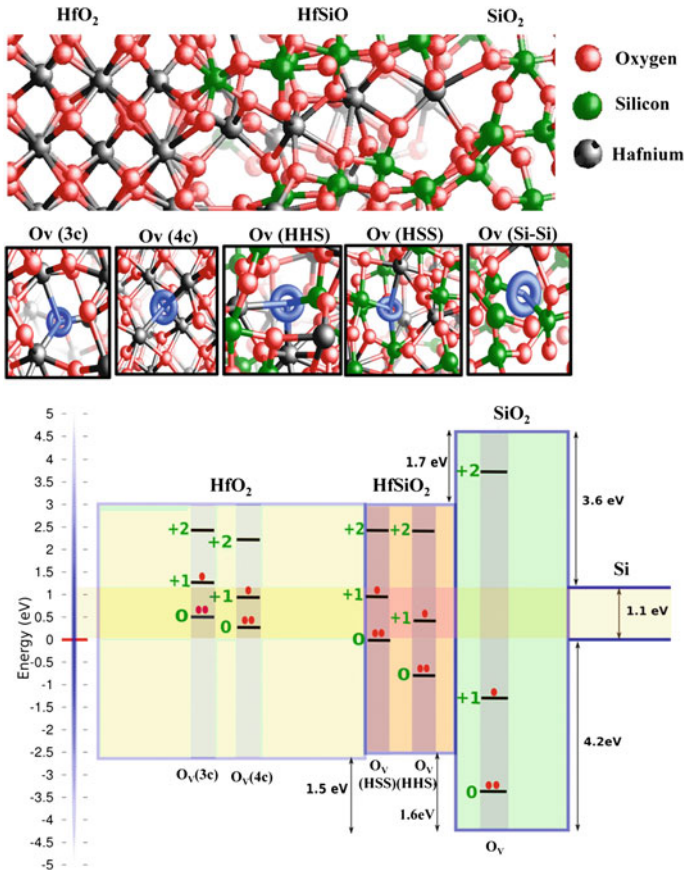 HfO₂ HfSiO SiO₂
Oxygen
Silicon
Hafnium
Ov (3c) Ov (4c) Ov (HHS) Ov (HSS) Ov (Si-Si)
SiO₂
HfO₂
HfSiO₂
Si
Energy (eV)
5
4.5
4
3.5
3
2.5
2
1.5
1
0.5
0
-0.5
-1
-1.5
-2
-2.5
-3
-3.5
-4
-4.5
-5
+2
+1
0
+2
+1
0
+2
+1
0
+2
+1
0
+2
+1
0
1.7 eV
3.6 eV
1.1 eV
4.2eV
1.5 eV
1.6eV
Oᵥ(3c) Oᵥ(4c)
Oᵥ Oᵥ
(HSS)(HHS)
Oᵥ